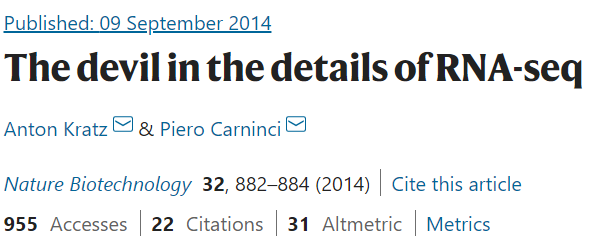 Published: 09 September 2014
The devil in the details of RNA-seq
Anton Kratz & Piero Carninci
Nature Biotechnology 32, 882–884 (2014) | Cite this article
955 Accesses | 22 Citations | 31 Altmetric | Metrics